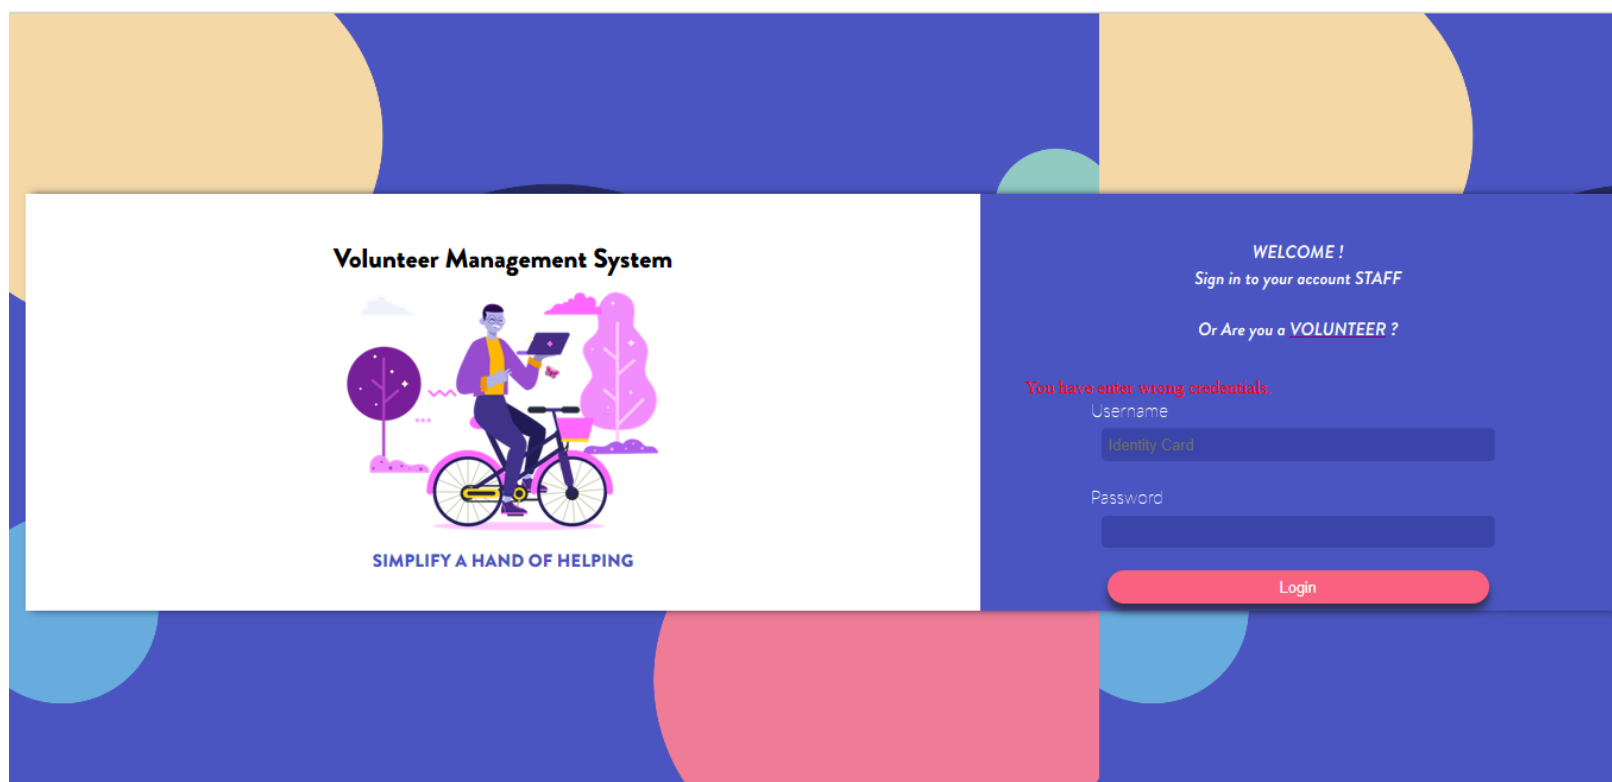 Volunteer Management System
SIMPLIFY A HAND OF HELPING
WELCOME !
Sign in to your account STAFF
Or Are you a VOLUNTEER ?
You have enter wrong credentials.
Username
Identity Card
Password
Login